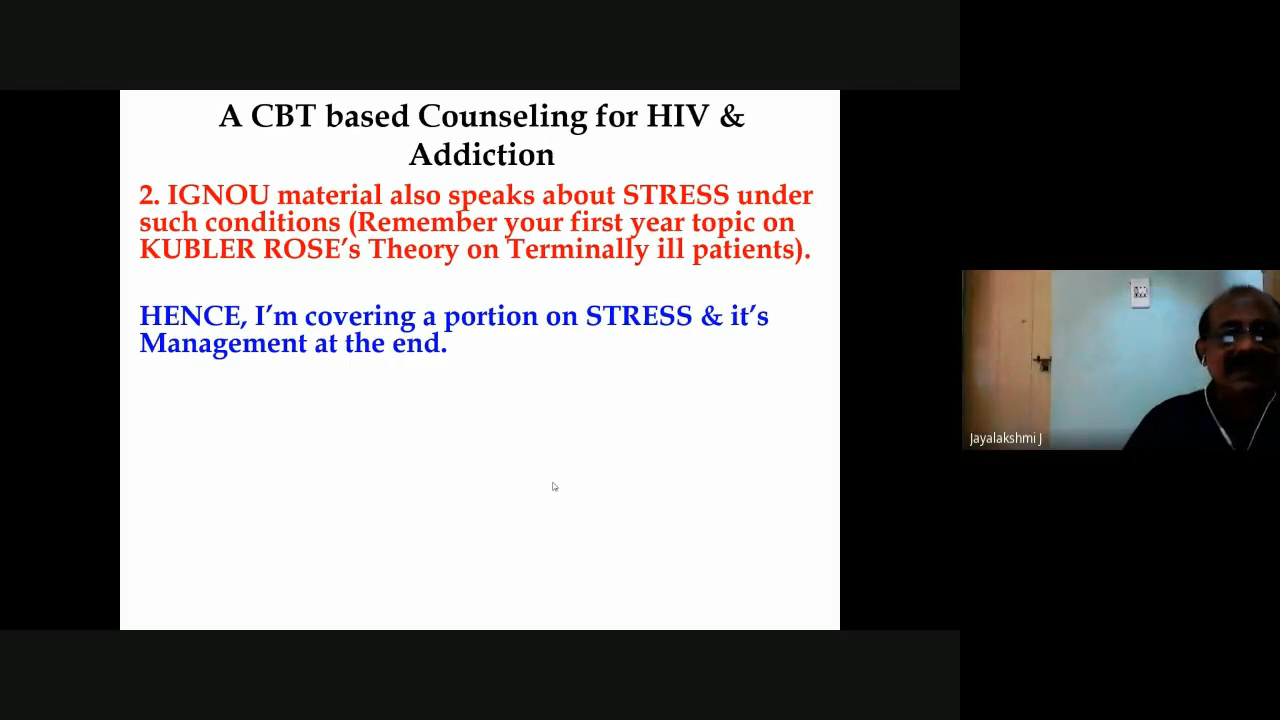 A CBT based Counseling for HIV &
Addiction
2. IGNOU material also speaks about STRESS under
such conditions (Remember your first year topic on
KUBLER ROSE’s Theory on Terminally ill patients).
HENCE, I’m covering a portion on STRESS & it’s
Management at the end.
Jayalakshmi J